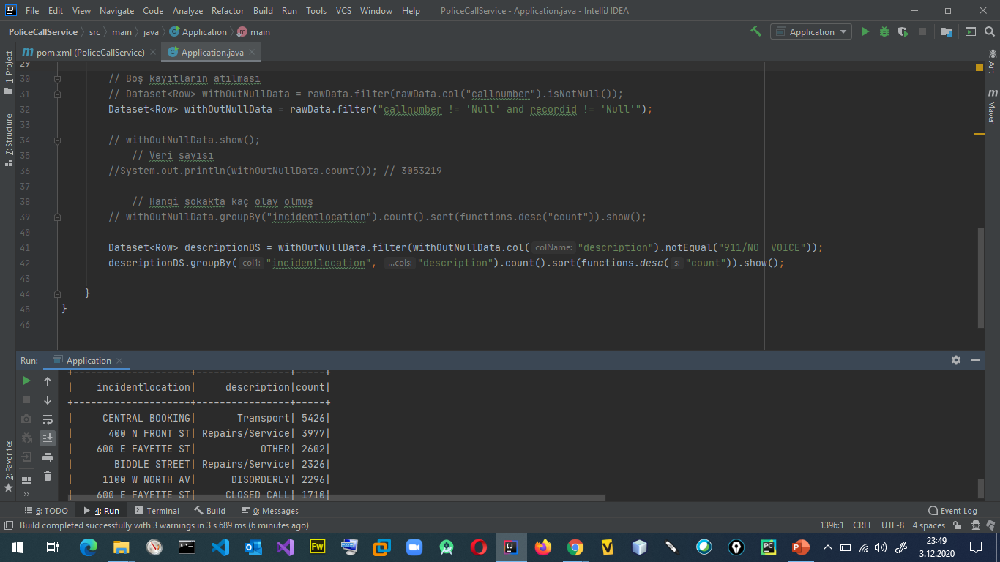 File Edit View Navigate Code Analyze Refactor Build Run Tools VCS Window Help PoliceCallService - Application.java - IntelliJ IDEA
PoliceCallService src main java Application main Application
pom.xml (PoliceCallService) Application.java
29
30 // Boş kayıtların atılması
31 // Dataset<Row> withOutNullData = rawData.filter(rawData.col("callnumber").isNotNull());
32 Dataset<Row> withOutNullData = rawData.filter("callnumber != 'Null' and recordid != 'Null'");
33
34 // withOutNullData.show();
35 // Veri sayısı
36 //System.out.println(withOutNullData.count()); // 3053219
37
38 // Hangi sokakta kaç olay olmuş
39 // withOutNullData.groupBy("incidentlocation").count().sort(functions.desc("count")).show();
40
41 Dataset<Row> descriptionDS = withOutNullData.filter(withOutNullData.col( colName: "description").notEqual("911/NO  VOICE"));
42 descriptionDS.groupBy( col1: "incidentlocation", ...cols: "description").count().sort(functions.desc( s: "count")).show();
43
44 }
45 }
46
1: Project
7: Structure
2: Favorites
Ant
Maven
Run: Application
+--------------------+----------------+-----+
| incidentlocation| description|count|
+--------------------+----------------+-----+
| CENTRAL BOOKING| Transport| 5426|
| 400 N FRONT ST| Repairs/Service| 3977|
| 600 E FAYETTE ST| OTHER| 2602|
| BIDDLE STREET| Repairs/Service| 2326|
| 1100 W NORTH AV| DISORDERLY| 2296|
| 600 E FAYETTE ST| CLOSED CALL| 1710|
6: TODO 4: Run Terminal Build 0: Messages Event Log
Build completed successfully with 3 warnings in 3 s 689 ms (6 minutes ago) 1396:1 CRLF UTF-8 4 spaces
23:49
3.12.2020